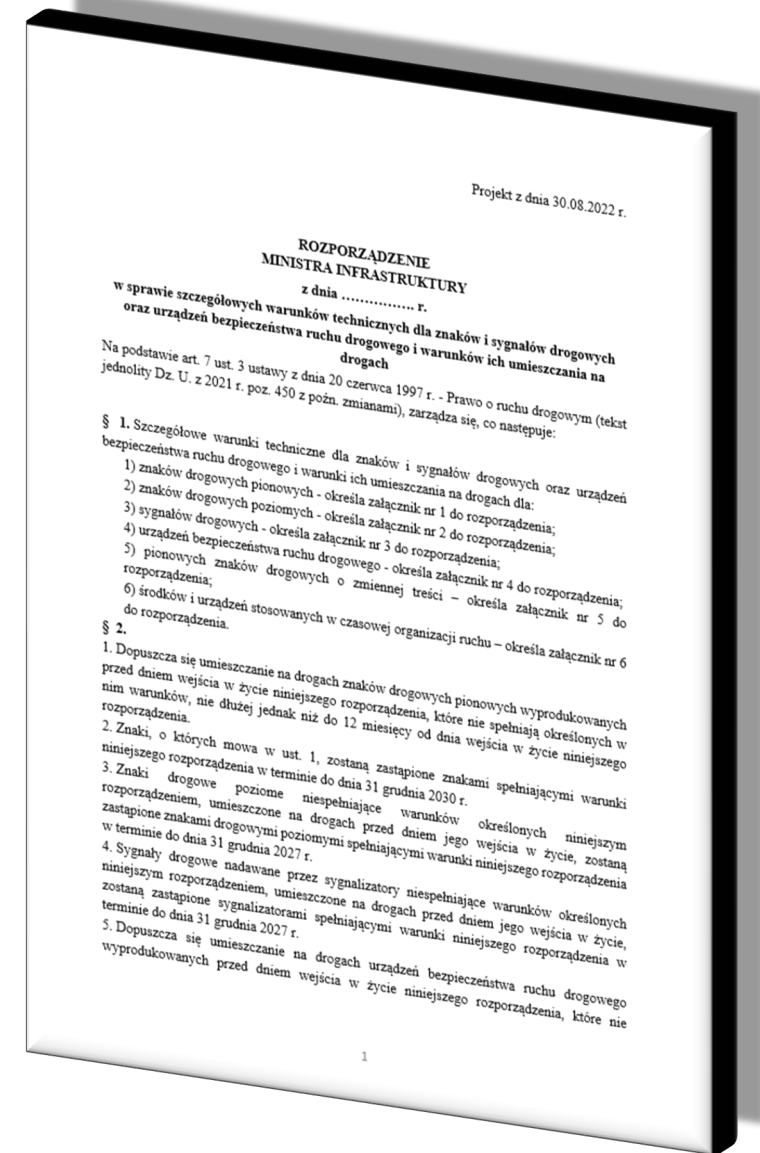 Projekt z dnia 30.08.2022 r.
ROZPORZĄDZENIE
MINISTRA INFRASTRUKTURY
z dnia ................ r.
w sprawie szczegółowych warunków technicznych dla znaków i sygnałów drogowych
oraz urządzeń bezpieczeństwa ruchu drogowego i warunków ich umieszczania na
drogach
Na podstawie art. 7 ust. 3 ustawy z dnia 20 czerwca 1997 r. - Prawo o ruchu drogowym (tekst
jednolity Dz. U. z 2021 r. poz. 450 z poźn. zmianami), zarządza się, co następuje:
§ 1. Szczegółowe warunki techniczne dla znaków i sygnałów drogowych oraz urządzeń
bezpieczeństwa ruchu drogowego i warunki ich umieszczania na drogach dla:
1) znaków drogowych pionowych - określa załącznik nr 1 do rozporządzenia;
2) znaków drogowych poziomych - określa załącznik nr 2 do rozporządzenia;
3) sygnałów drogowych - określa załącznik nr 3 do rozporządzenia;
4) urządzeń bezpieczeństwa ruchu drogowego - określa załącznik nr 4 do rozporządzenia;
5) pionowych znaków drogowych o zmiennej treści – określa załącznik nr 5 do
rozporządzenia;
6) środków i urządzeń stosowanych w czasowej organizacji ruchu – określa załącznik nr 6
do rozporządzenia.
§ 2.
1. Dopuszcza się umieszczanie na drogach znaków drogowych pionowych wyprodukowanych
przed dniem wejścia w życie niniejszego rozporządzenia, które nie spełniają określonych w
nim warunków, nie dłużej jednak niż do 12 miesięcy od dnia wejścia w życie niniejszego
rozporządzenia.
2. Znaki, o których mowa w ust. 1, zostaną zastąpione znakami spełniającymi warunki
niniejszego rozporządzenia w terminie do dnia 31 grudnia 2030 r.
3. Znaki drogowe poziome niespełniające warunków określonych niniejszym
rozporządzeniem, umieszczone na drogach przed dniem jego wejścia w życie, zostaną
zastąpione znakami drogowymi poziomymi spełniającymi warunki niniejszego rozporządzenia
w terminie do dnia 31 grudnia 2027 r.
4. Sygnały drogowe nadawane przez sygnalizatory niespełniające warunków określonych
niniejszym rozporządzeniem, umieszczone na drogach przed dniem jego wejścia w życie,
zostaną zastąpione sygnalizatorami spełniającymi warunki niniejszego rozporządzenia w
terminie do dnia 31 grudnia 2027 r.
5. Dopuszcza się umieszczanie na drogach urządzeń bezpieczeństwa ruchu drogowego
wyprodukowanych przed dniem wejścia w życie niniejszego rozporządzenia, które nie
1